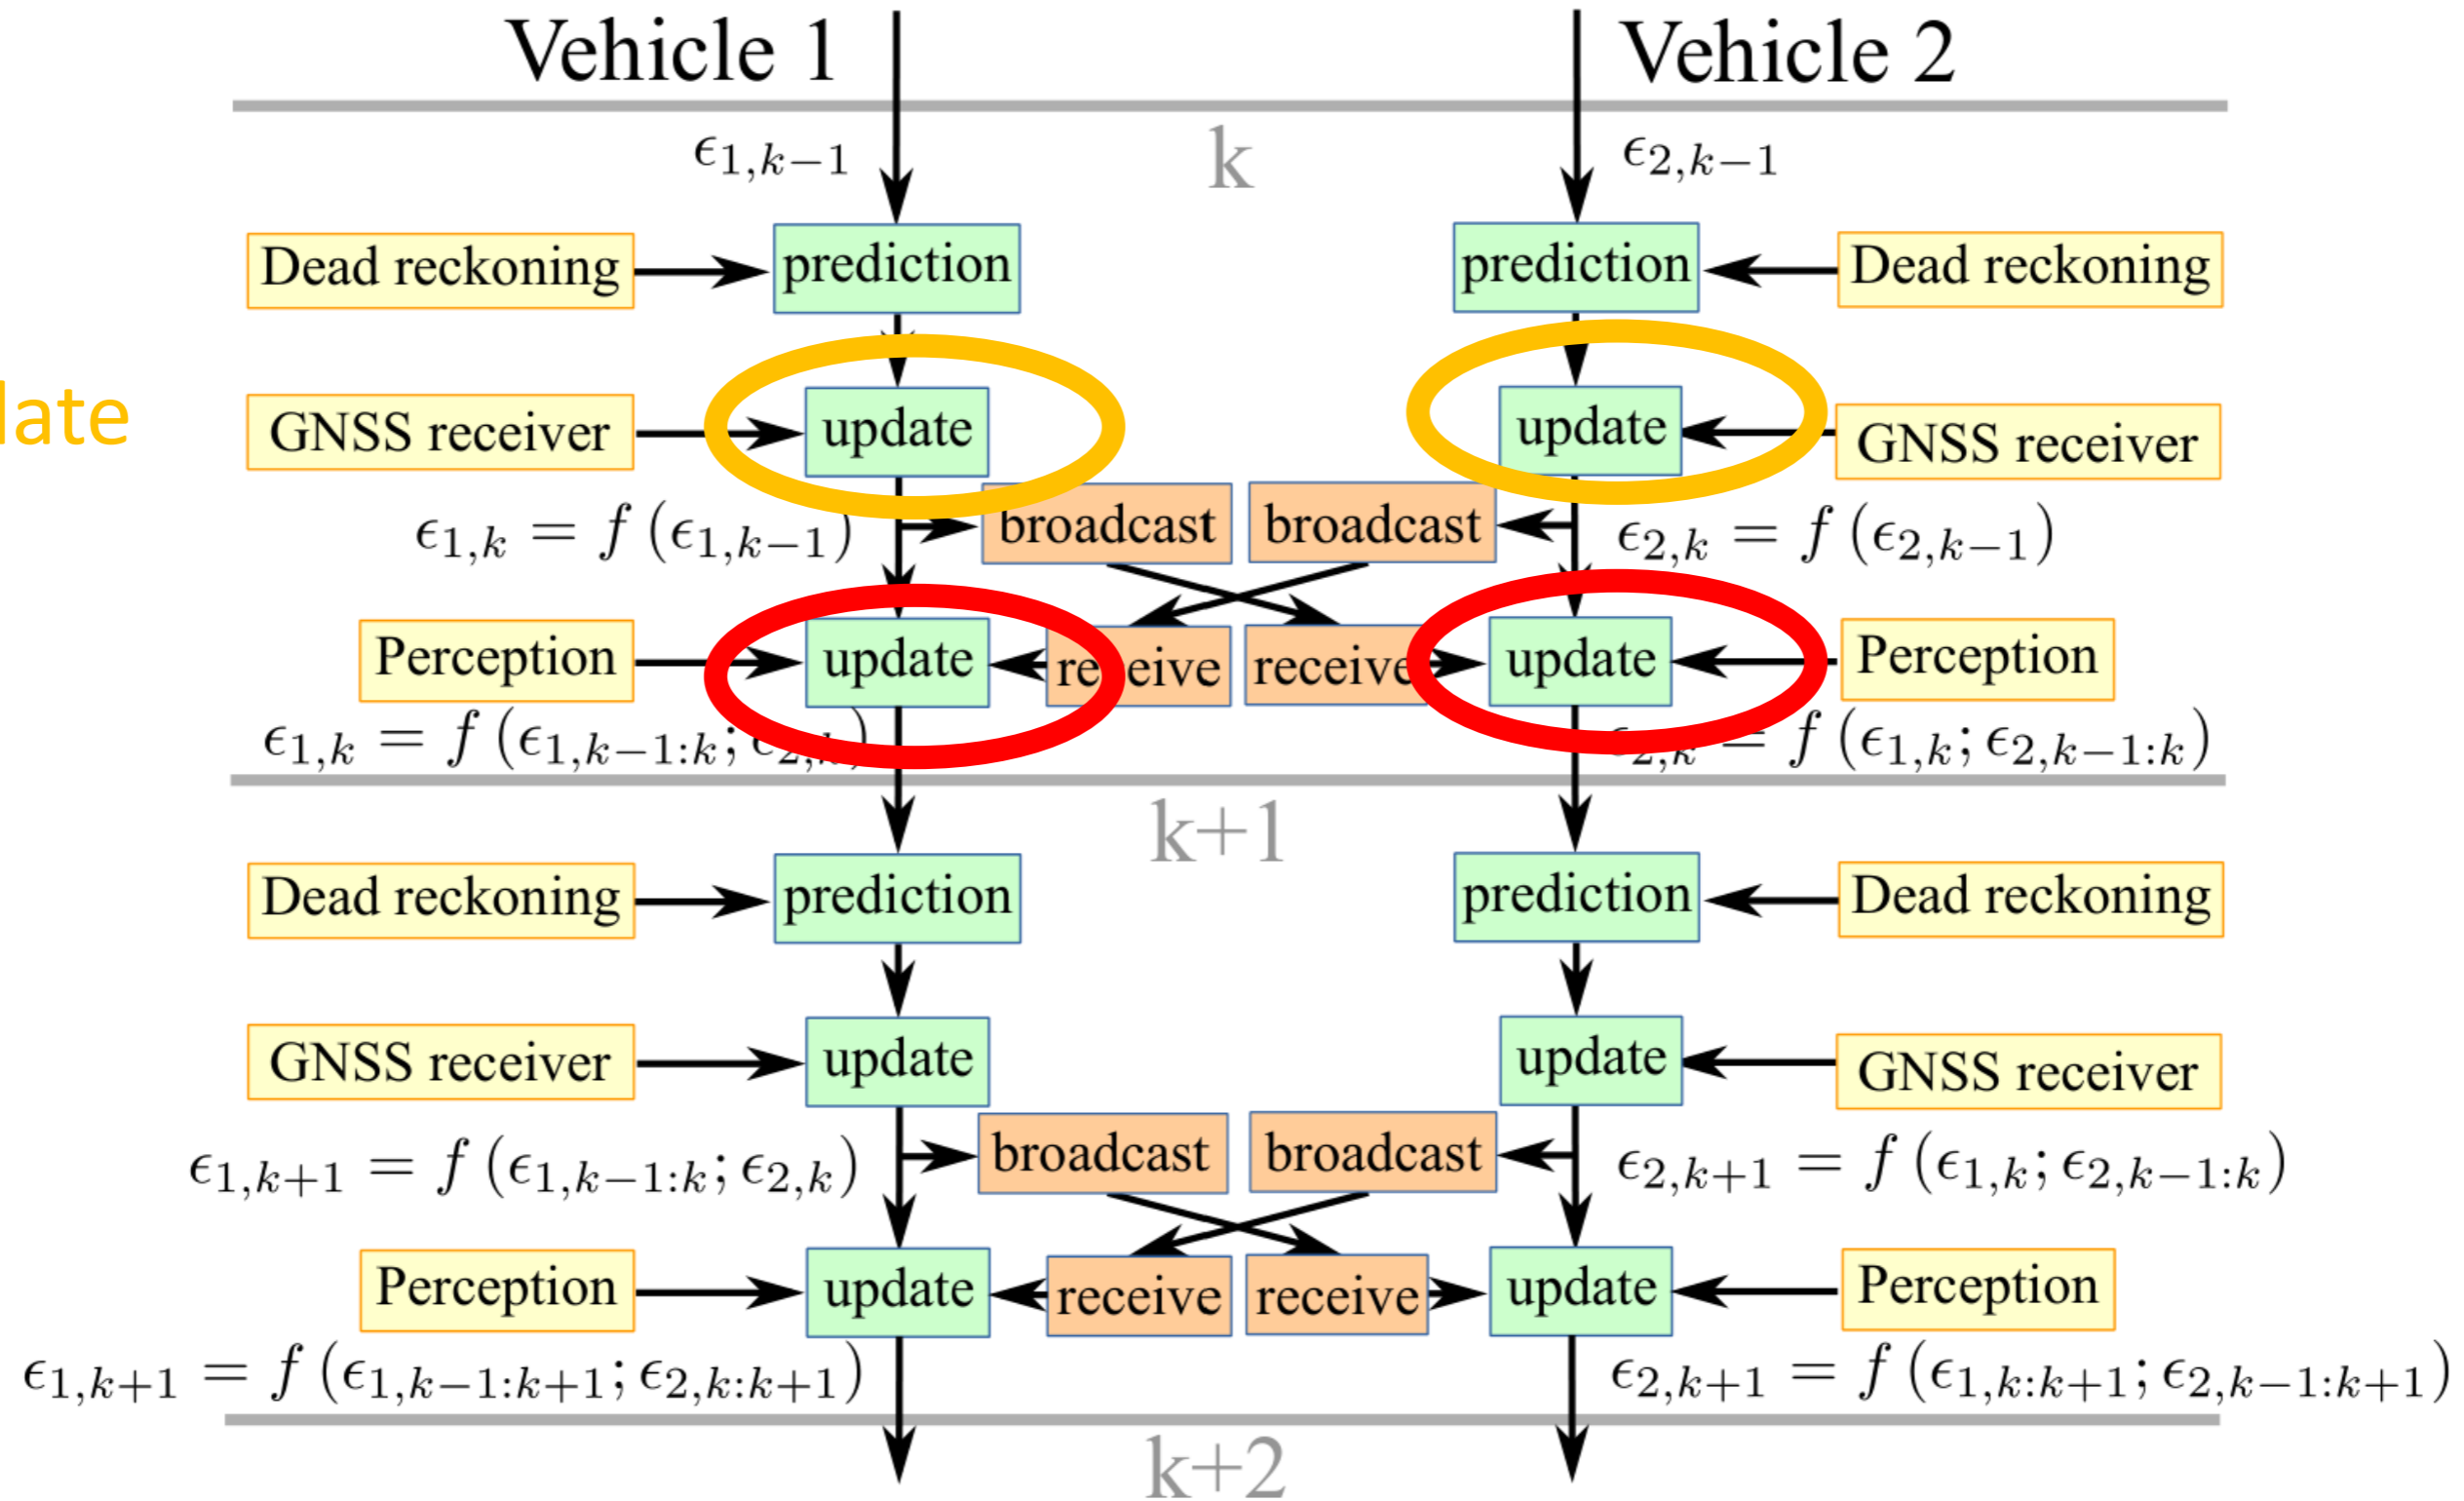 Vehicle 1 Vehicle 2
ϵ1,k−1 k ϵ2,k−1
Dead reckoning prediction prediction Dead reckoning
late
GNSS receiver update update GNSS receiver
ϵ1,k = f (ϵ1,k−1) broadcast broadcast ϵ2,k = f (ϵ2,k−1)
Perception update receive receive update Perception
ϵ1,k = f (ϵ1,k−1:k; ϵ2,k) ϵ2,k = f (ϵ1,k; ϵ2,k−1:k)
k+1
Dead reckoning prediction prediction Dead reckoning
GNSS receiver update update GNSS receiver
ϵ1,k+1 = f (ϵ1,k−1:k; ϵ2,k) broadcast broadcast ϵ2,k+1 = f (ϵ1,k; ϵ2,k−1:k)
Perception update receive receive update Perception
ϵ1,k+1 = f (ϵ1,k−1:k+1; ϵ2,k:k+1) ϵ2,k+1 = f (ϵ1,k:k+1; ϵ2,k−1:k+1)
k+2